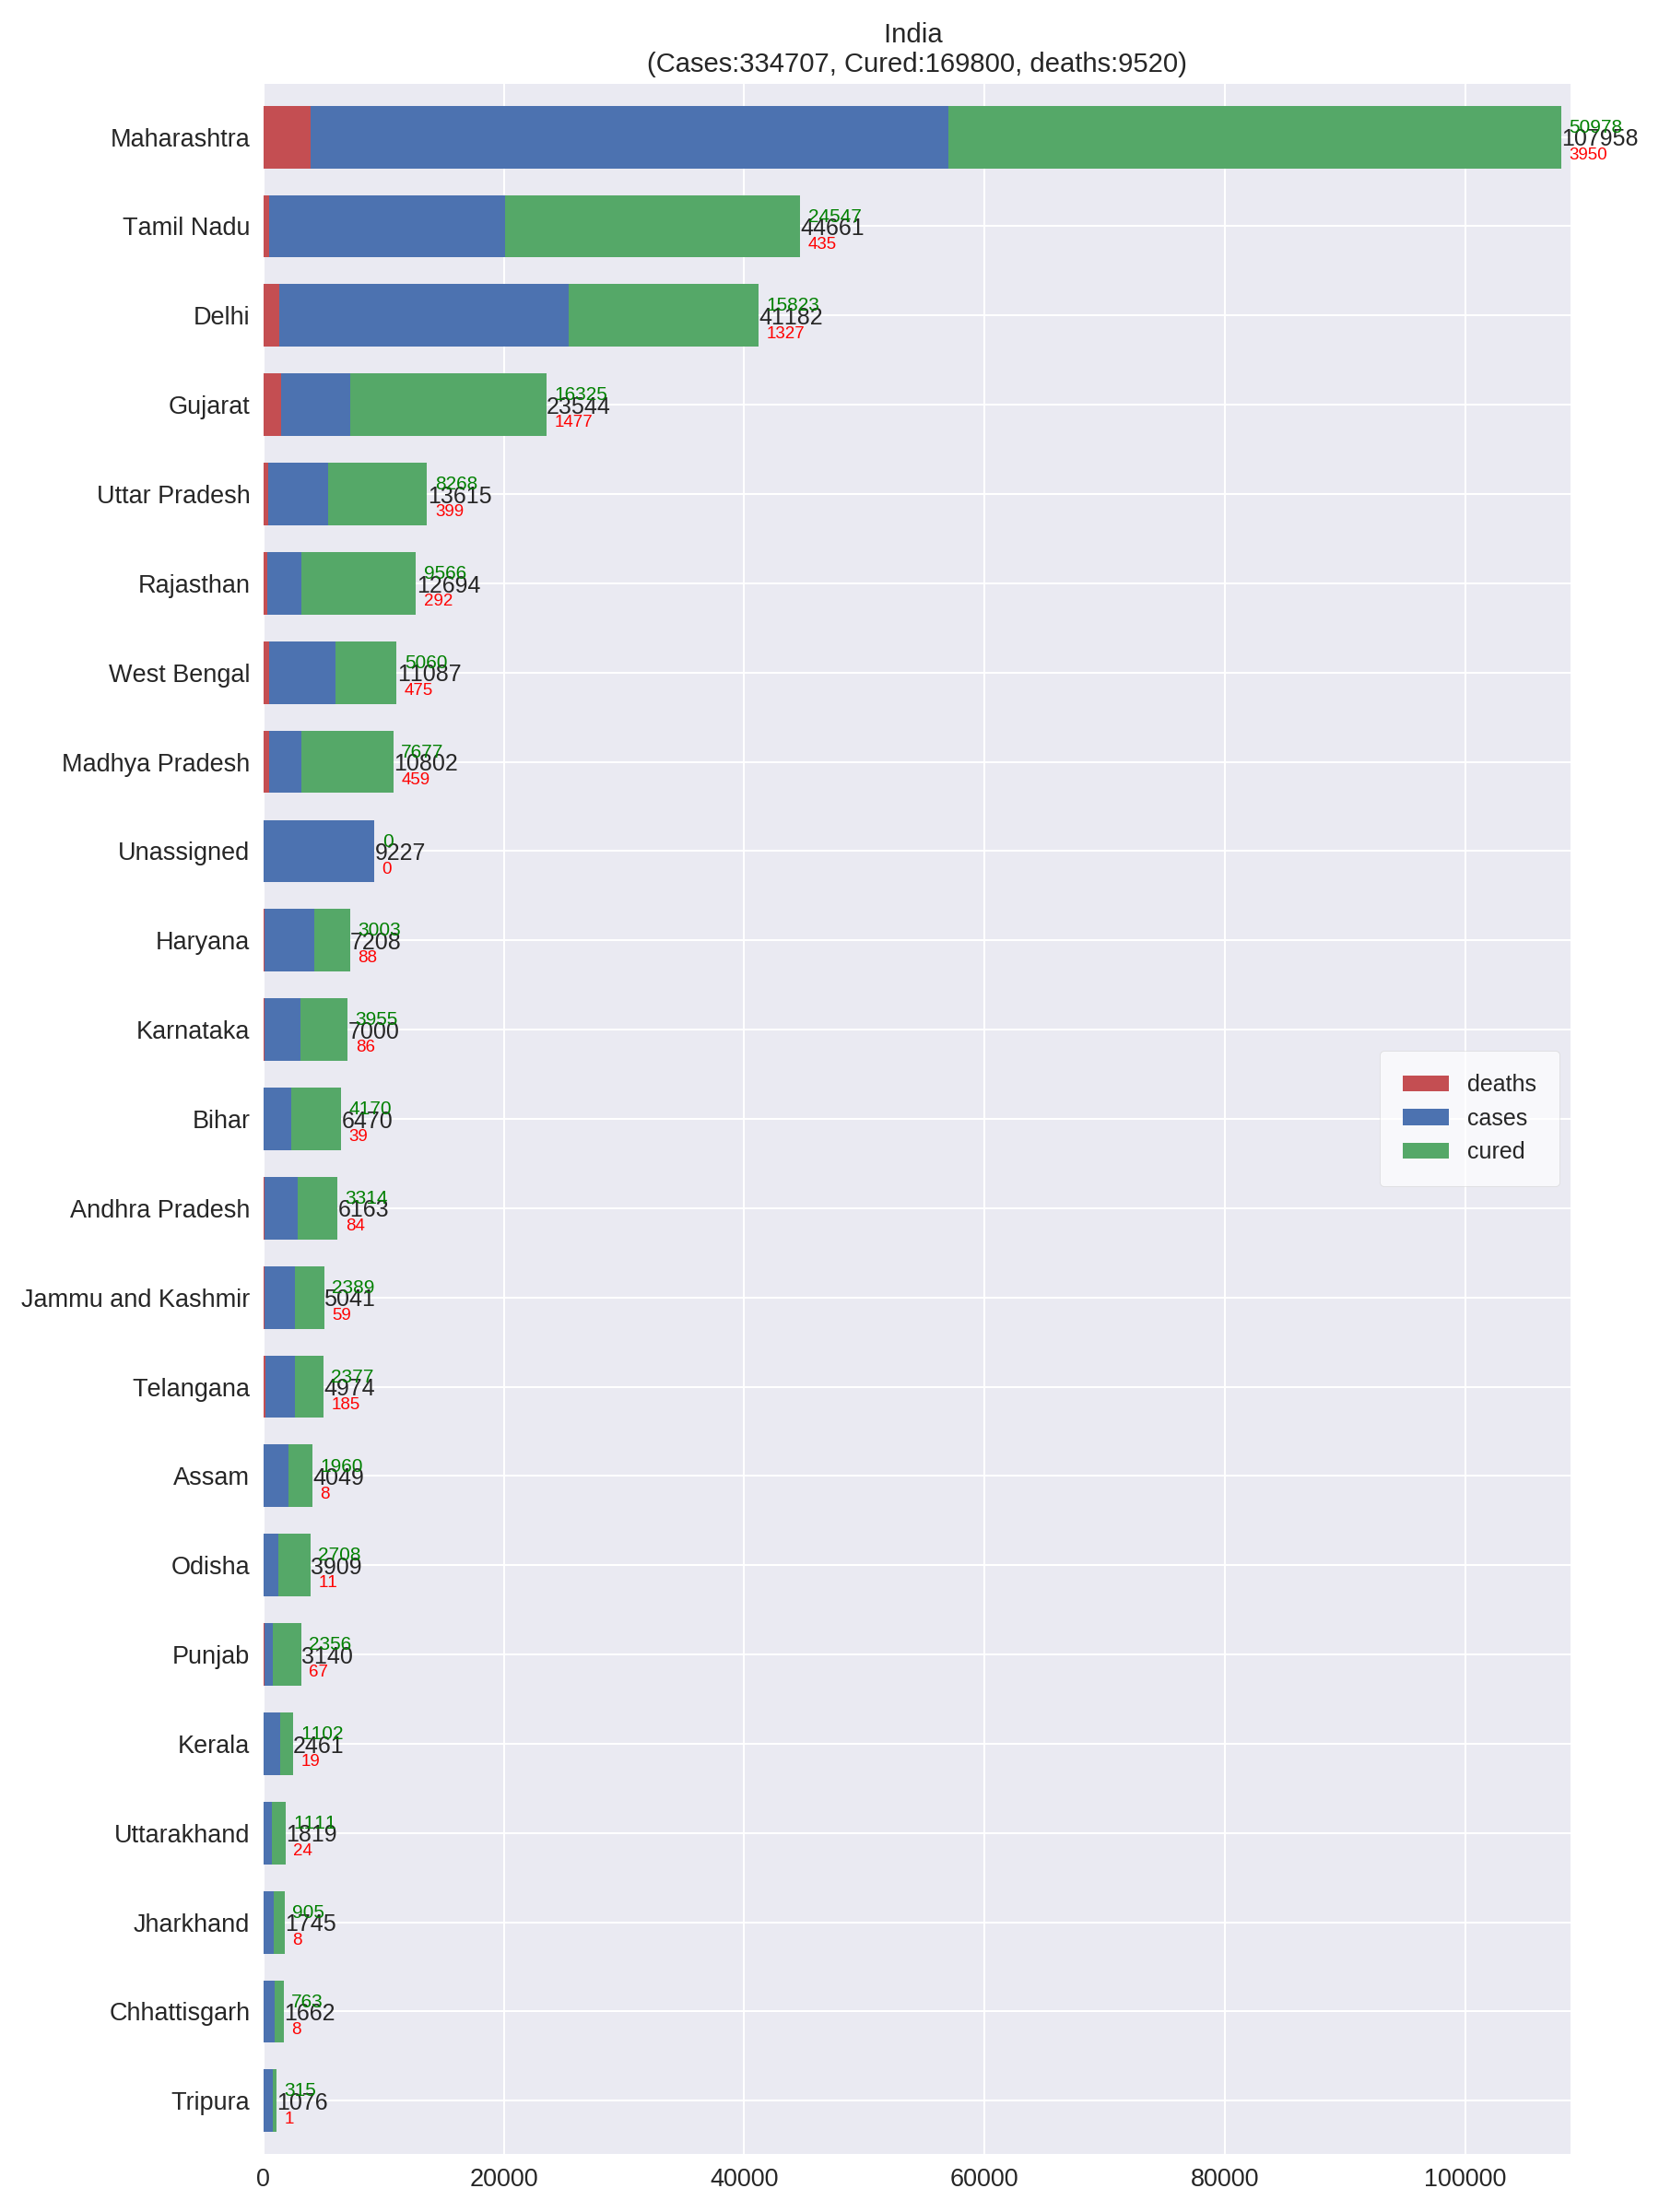 India
(Cases:334707, Cured:169800, deaths:9520)
Maharashtra
50978
107958
3950
Tamil Nadu
24547
44661
435
Delhi
15823
41182
1327
Gujarat
16325
23544
1477
Uttar Pradesh
8268
13615
399
Rajasthan
9566
12694
292
West Bengal
5060
11087
475
Madhya Pradesh
7677
10802
459
Unassigned
0
9227
0
Haryana
3003
7208
88
Karnataka
3955
7000
86
Bihar
4170
6470
39
Andhra Pradesh
3314
6163
84
Jammu and Kashmir
2389
5041
59
Telangana
2377
4974
185
Assam
1960
4049
8
Odisha
2708
3909
11
Punjab
2356
3140
67
Kerala
1102
2461
19
Uttarakhand
1111
1819
24
Jharkhand
905
1745
8
Chhattisgarh
763
1662
8
Tripura
315
1076
1
deaths
cases
cured
0 20000 40000 60000 80000 100000